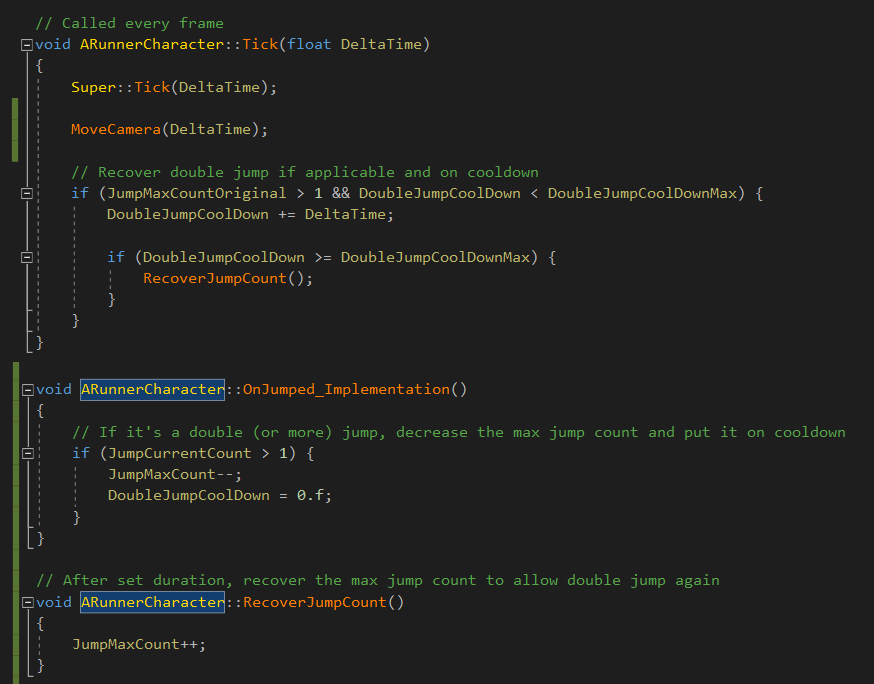 // Called every frame
void ARunnerCharacter::Tick(float DeltaTime)
{
Super::Tick(DeltaTime);
MoveCamera(DeltaTime);
// Recover double jump if applicable and on cooldown
if (JumpMaxCountOriginal > 1 && DoubleJumpCoolDown < DoubleJumpCoolDownMax) {
DoubleJumpCoolDown += DeltaTime;
if (DoubleJumpCoolDown >= DoubleJumpCoolDownMax) {
RecoverJumpCount();
}
}
}
void ARunnerCharacter::OnJumped_Implementation()
{
// If it's a double (or more) jump, decrease the max jump count and put it on cooldown
if (JumpCurrentCount > 1) {
JumpMaxCount--;
DoubleJumpCoolDown = 0.f;
}
}
// After set duration, recover the max jump count to allow double jump again
void ARunnerCharacter::RecoverJumpCount()
{
JumpMaxCount++;
}